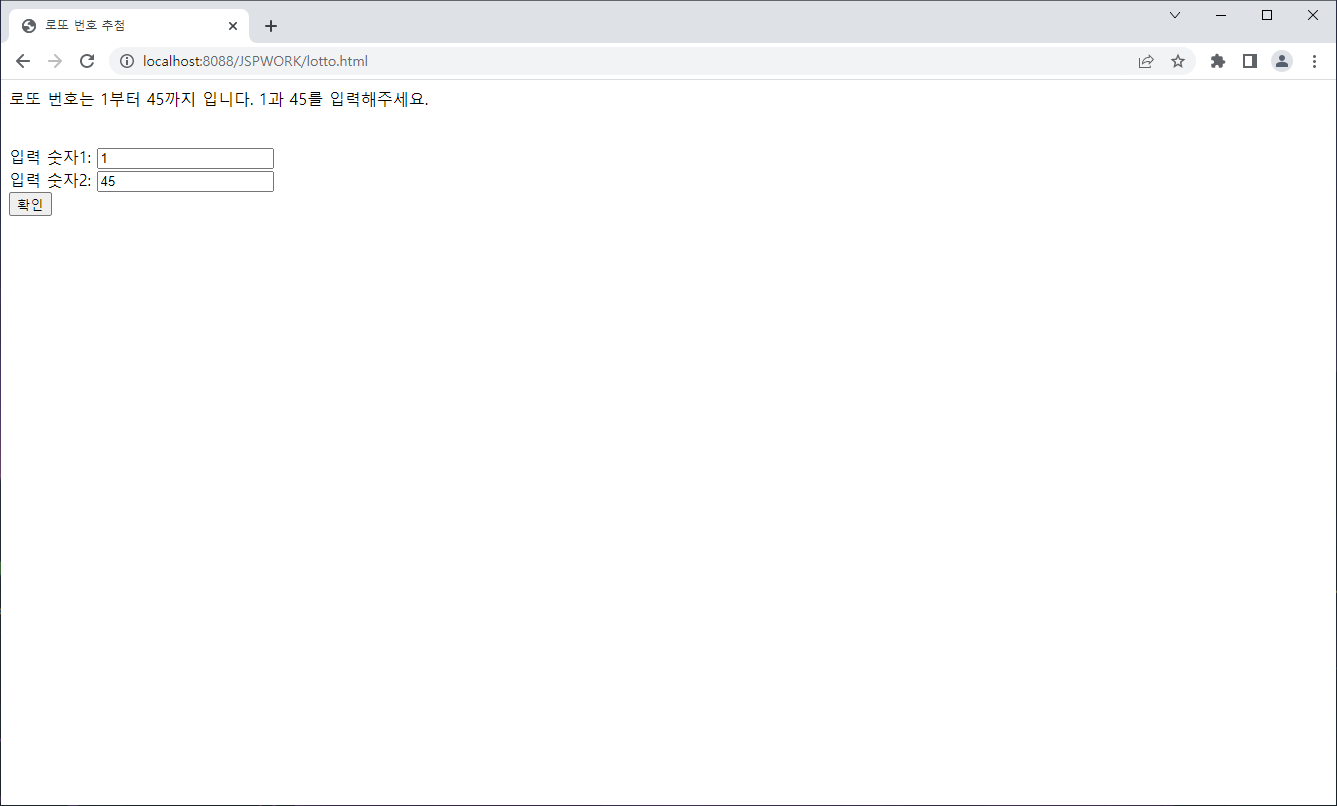 로또 번호 추첨
localhost:8088/JSPWORK/lotto.html
로또 번호는 1부터 45까지 입니다. 1과 45를 입력해주세요.
입력 숫자1: 1
입력 숫자2: 45
확인